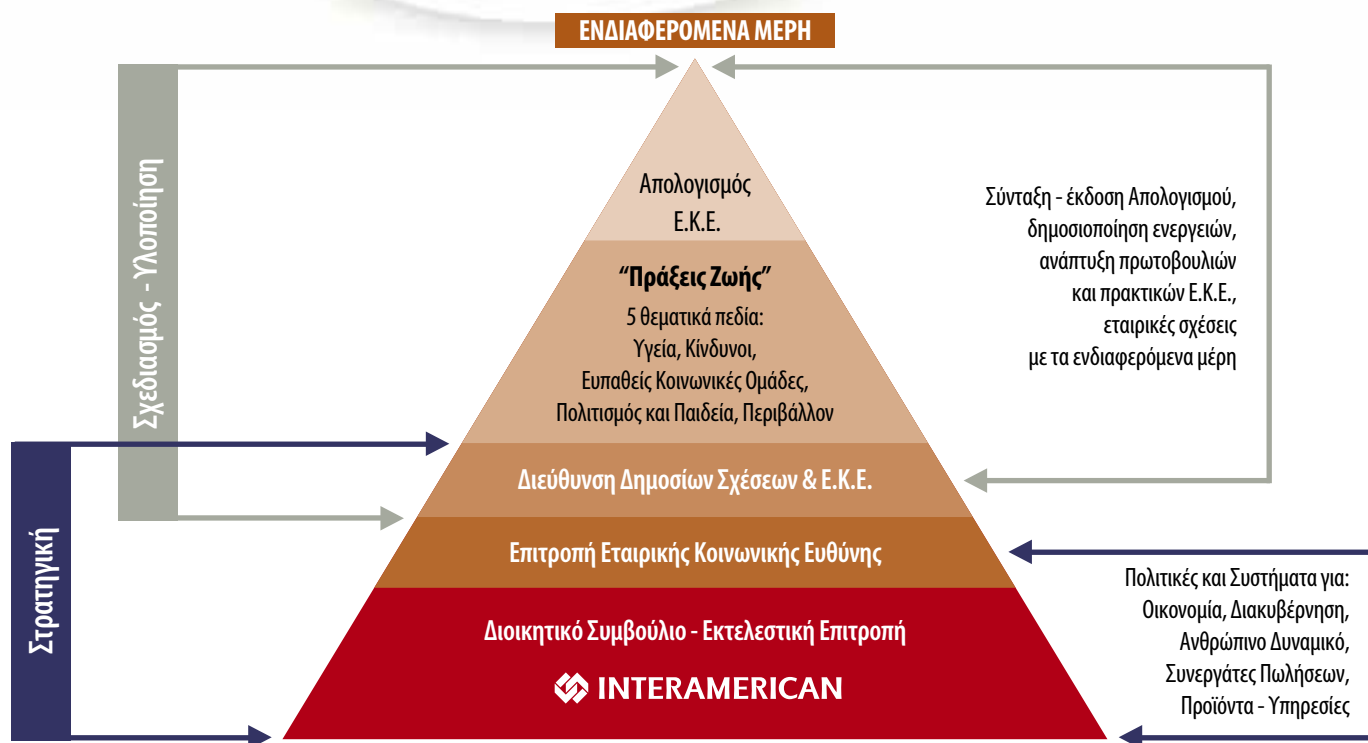 ΕΝΔΙΑΦΕΡΟΜΕΝΑ ΜΕΡΗ
Σχεδιασμός - Υλοποίηση
Στρατηγική
Απολογισμός
Ε.Κ.Ε.
“Πράξεις Ζωής”
5 θεματικά πεδία:
Υγεία, Κίνδυνοι,
Ευπαθείς Κοινωνικές Ομάδες,
Πολιτισμός και Παιδεία, Περιβάλλον
Διεύθυνση Δημοσίων Σχέσεων & Ε.Κ.Ε.
Επιτροπή Εταιρικής Κοινωνικής Ευθύνης
Διοικητικό Συμβούλιο - Εκτελεστική Επιτροπή
INTERAMERICAN
Σύνταξη - έκδοση Απολογισμού,
δημοσιοποίηση ενεργειών,
ανάπτυξη πρωτοβουλιών
και πρακτικών Ε.Κ.Ε.,
εταιρικές σχέσεις
με τα ενδιαφερόμενα μέρη
Πολιτικές και Συστήματα για:
Οικονομία, Διακυβέρνηση,
Ανθρώπινο Δυναμικό,
Συνεργάτες Πωλήσεων,
Προϊόντα - Υπηρεσίες